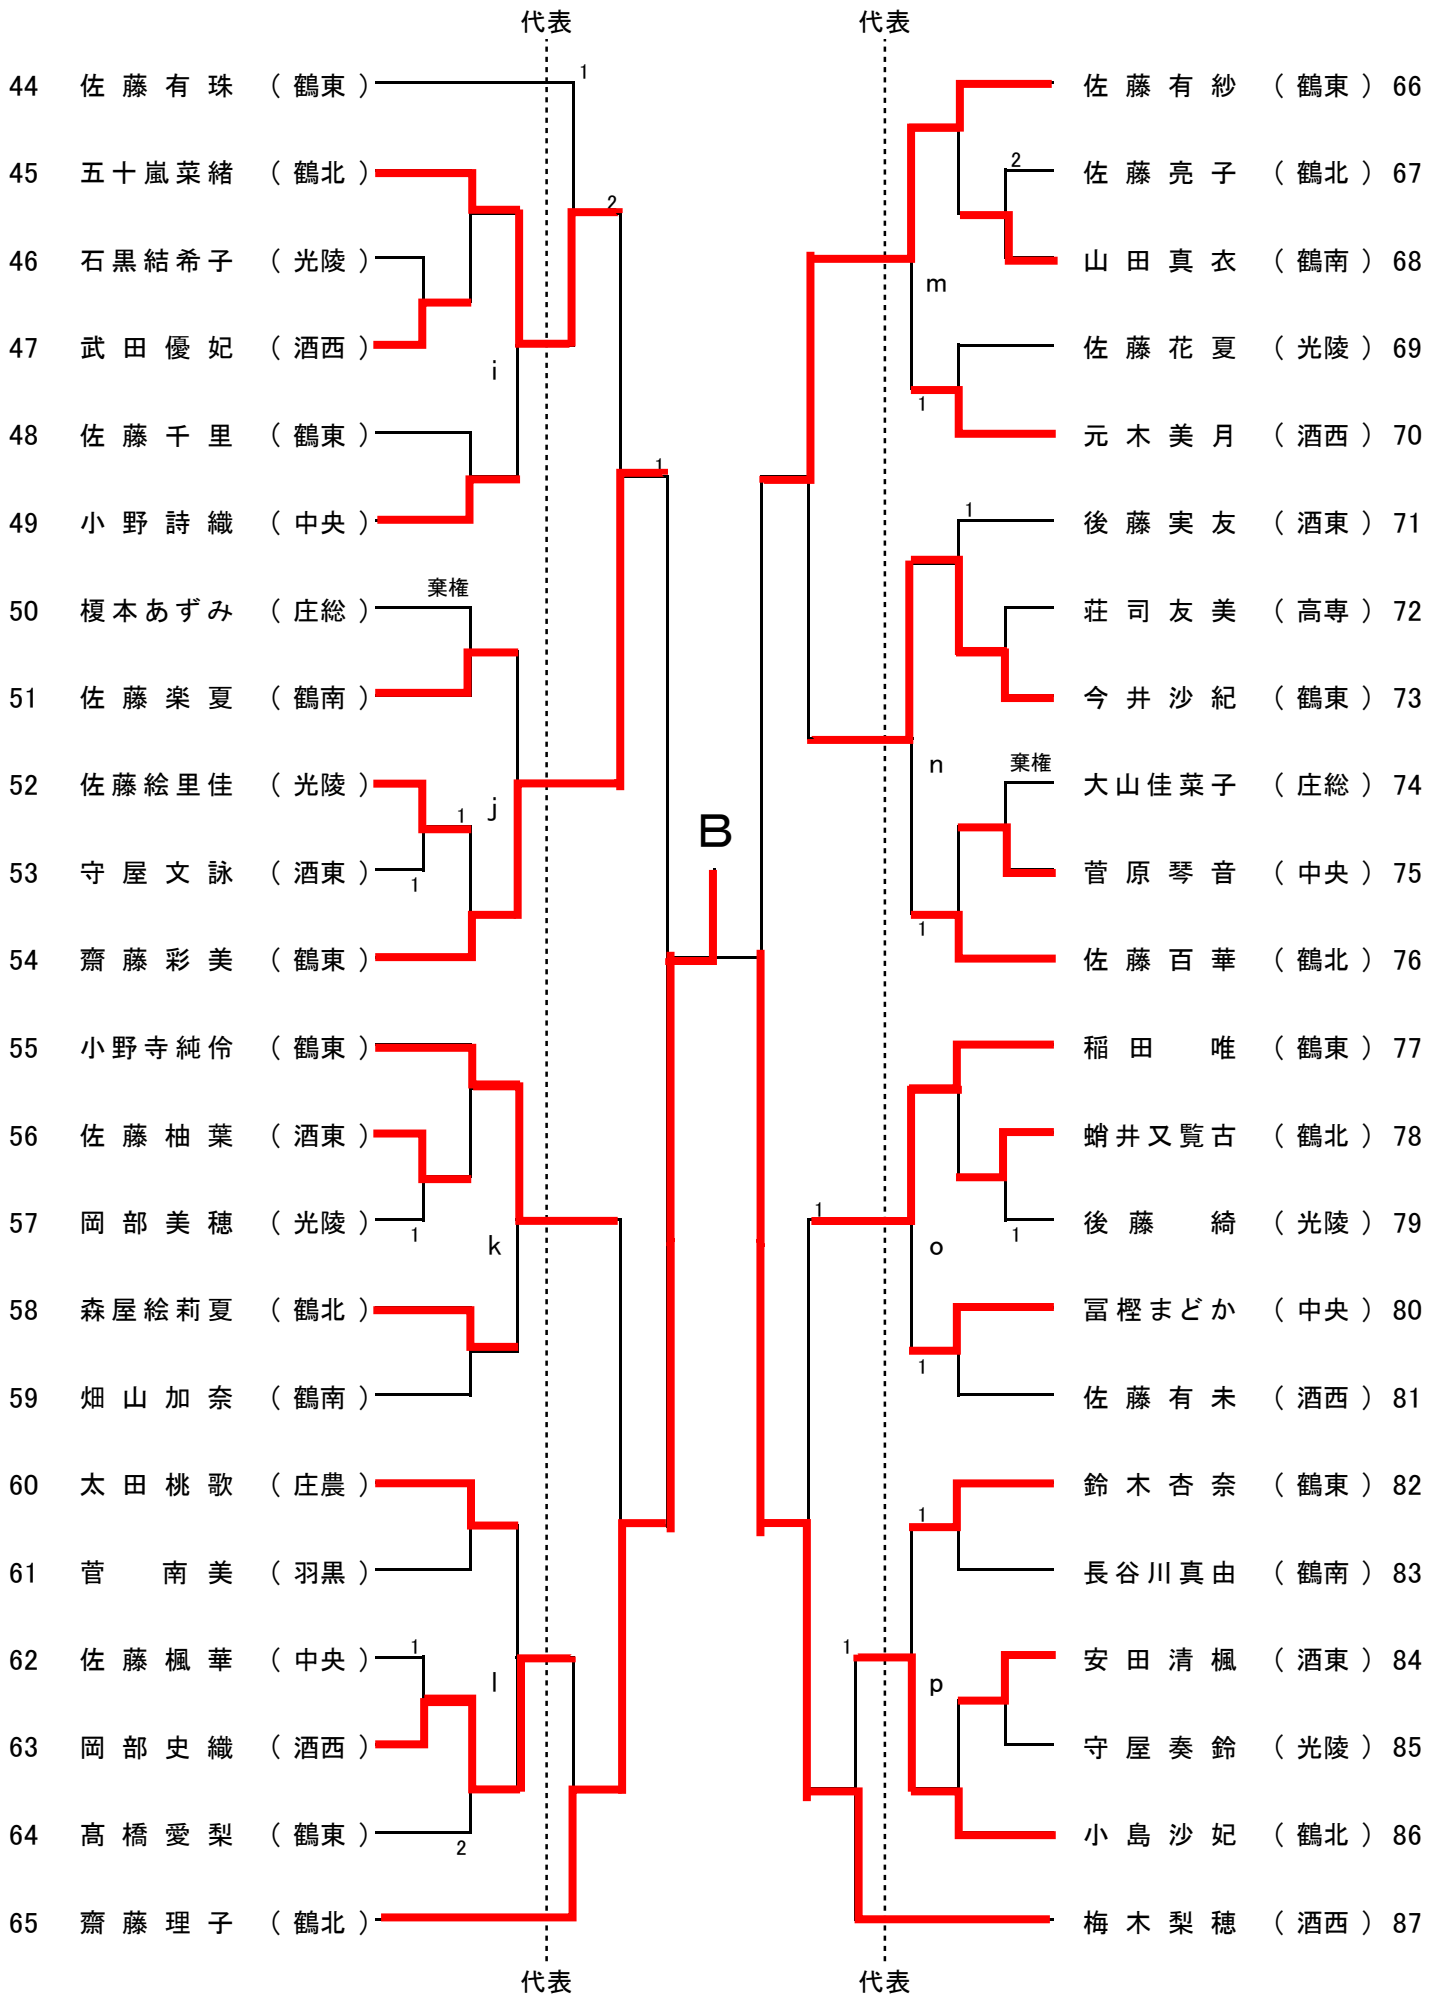 代表 代表
44 佐藤有珠 (鶴東) 1
45 五十嵐菜緒 (鶴北)
2
46 石黒結希子 (光陵)
47 武田優妃 (酒西)
i
48 佐藤千里 (鶴東)
1
49 小野詩織 (中央)
棄権
50 榎本あずみ (庄総)
51 佐藤楽夏 (鶴南)
52 佐藤絵里佳 (光陵)
1 j
53 守屋文詠 (酒東) 1
54 齋藤彩美 (鶴東)
55 小野寺純伶 (鶴東)
56 佐藤柚葉 (酒東)
57 岡部美穂 (光陵) 1
k
58 森屋絵莉夏 (鶴北)
59 畑山加奈 (鶴南)
60 太田桃歌 (庄農)
61 菅南美 (羽黒)
62 佐藤楓華 (中央) 1
l
63 岡部史織 (酒西)
64 髙橋愛梨 (鶴東) 2
65 齋藤理子 (鶴北)
B
佐藤有紗 (鶴東) 66
2 佐藤亮子 (鶴北) 67
山田真衣 (鶴南) 68
m
佐藤花夏 (光陵) 69
1
元木美月 (酒西) 70
1 後藤実友 (酒東) 71
荘司友美 (高専) 72
今井沙紀 (鶴東) 73
n
棄権 大山佳菜子 (庄総) 74
菅原琴音 (中央) 75
1
佐藤百華 (鶴北) 76
稲田唯 (鶴東) 77
蛸井又覧古 (鶴北) 78
1
後藤綺 (光陵) 79
1
o
冨樫まどか (中央) 80
1
佐藤有未 (酒西) 81
鈴木杏奈 (鶴東) 82
1
長谷川真由 (鶴南) 83
1
安田清楓 (酒東) 84
p
守屋奏鈴 (光陵) 85
小島沙妃 (鶴北) 86
梅木梨穂 (酒西) 87
代表 代表